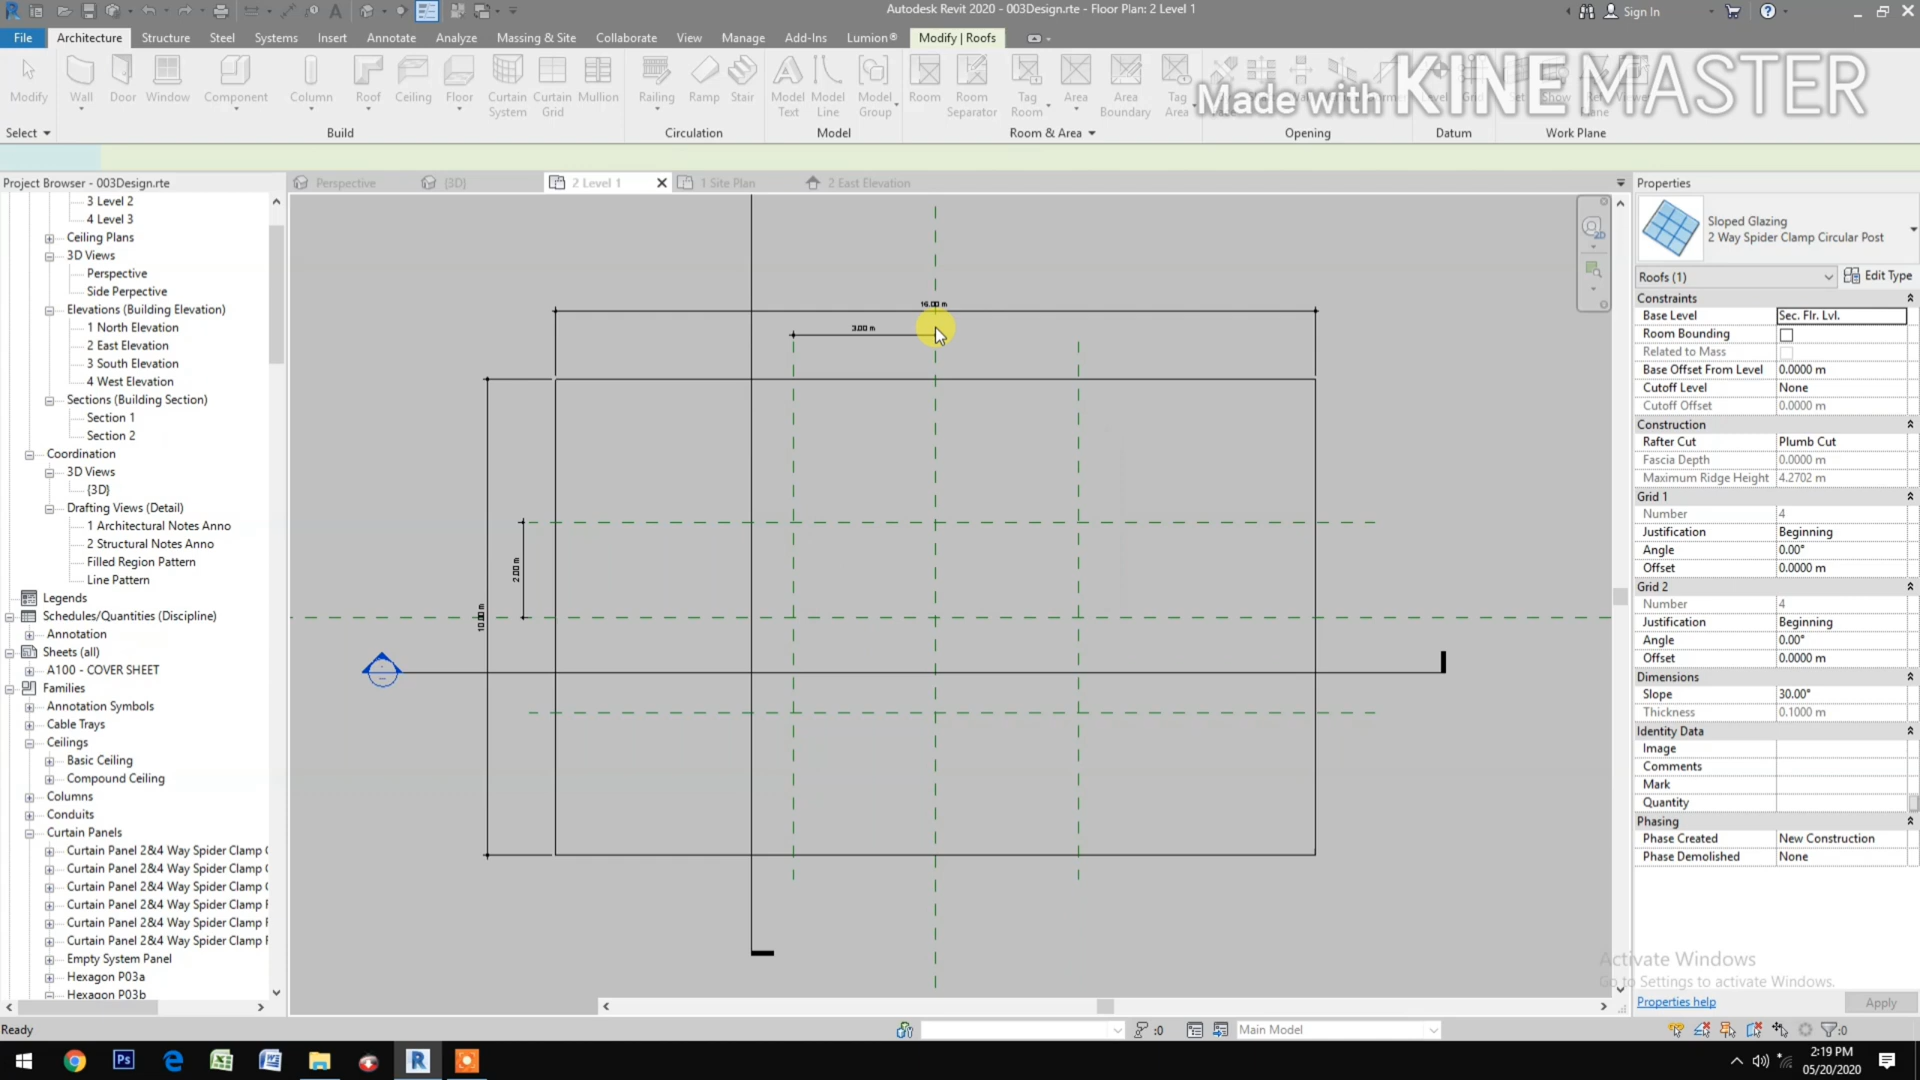 Autodesk Revit 2020 - 003Design.rte - Floor Plan: 2 Level 1
Sign In
File Architecture Structure Steel Systems Insert Annotate Analyze Massing & Site Collaborate View Manage Add-Ins Lumion® Modify | Roofs
Modify Wall Door Window Component Column Roof Ceiling Floor Curtain System Curtain Grid Mullion Railing Ramp Stair Model Text Model Line Model Group Room Room Separator Tag Room Area Area Boundary Tag Area
Made with KINEMASTER
Select Build Circulation Model Room & Area Opening Datum Work Plane
Project Browser - 003Design.rte
Perspective {3D} 2 Level 1 1 Site Plan 2 East Elevation
3 Level 2
4 Level 3
Ceiling Plans
3D Views
Perspective
Side Perpective
Elevations (Building Elevation)
1 North Elevation
2 East Elevation
3 South Elevation
4 West Elevation
Sections (Building Section)
Section 1
Section 2
Coordination
3D Views
{3D}
Drafting Views (Detail)
1 Architectural Notes Anno
2 Structural Notes Anno
Filled Region Pattern
Line Pattern
Legends
Schedules/Quantities (Discipline)
Annotation
Sheets (all)
A100 - COVER SHEET
Families
Annotation Symbols
Cable Trays
Ceilings
Basic Ceiling
Compound Ceiling
Columns
Conduits
Curtain Panels
Curtain Panel 2&4 Way Spider Clamp
Curtain Panel 2&4 Way Spider Clamp
Curtain Panel 2&4 Way Spider Clamp
Curtain Panel 2&4 Way Spider Clamp
Curtain Panel 2&4 Way Spider Clamp
Curtain Panel 2&4 Way Spider Clamp
Empty System Panel
Hexagon P03a
Hexagon P03b
16.00 m
3.00 m
2.00 m
10.00 m
2D
Properties
Sloped Glazing
2 Way Spider Clamp Circular Post
Roofs (1) Edit Type
Constraints
Base Level Sec. Flr. Lvl.
Room Bounding
Related to Mass
Base Offset From Level 0.0000 m
Cutoff Level None
Cutoff Offset 0.0000 m
Construction
Rafter Cut Plumb Cut
Fascia Depth 0.0000 m
Maximum Ridge Height 4.2702 m
Grid 1
Number 4
Justification Beginning
Angle 0.00°
Offset 0.0000 m
Grid 2
Number 4
Justification Beginning
Angle 0.00°
Offset 0.0000 m
Dimensions
Slope 30.00°
Thickness 0.1000 m
Identity Data
Image
Comments
Mark
Quantity
Phasing
Phase Created New Construction
Phase Demolished None
Activate Windows
Go to Settings to activate Windows.
Properties help Apply
Ready :0 Main Model :0
2:19 PM
05/20/2020